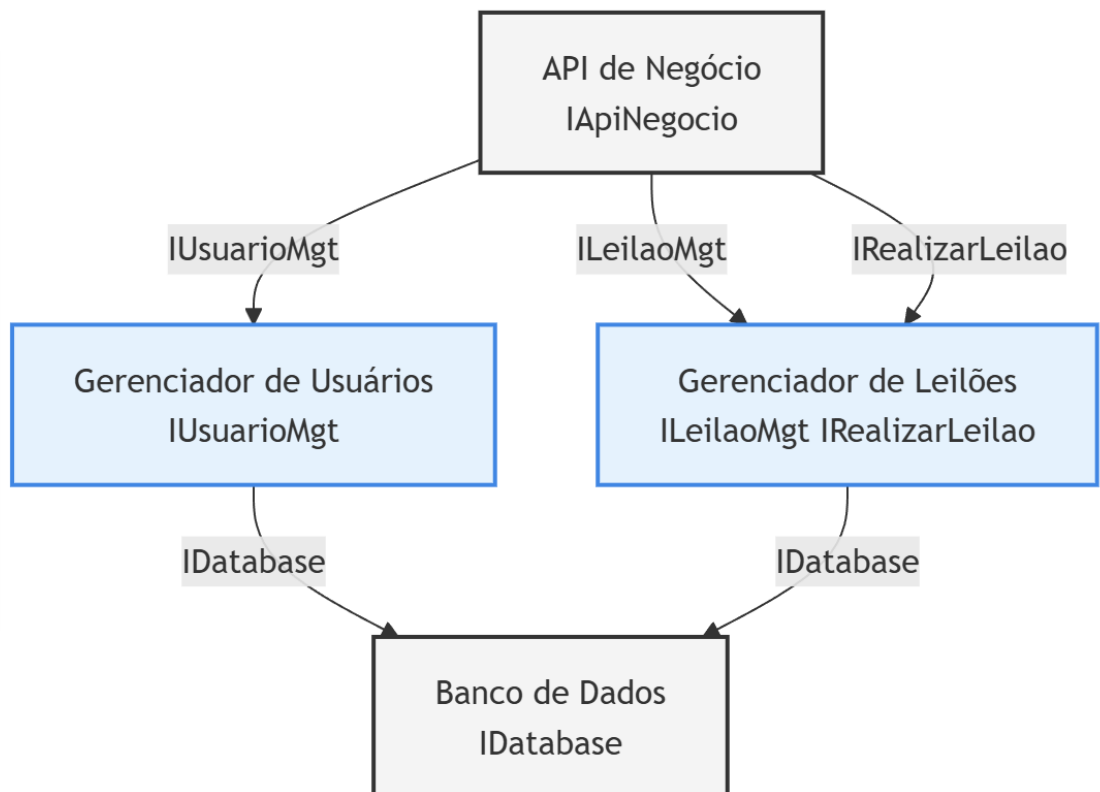 API de Negócio
IApiNegocio
IUsuarioMgt
ILeilaoMgt
IRealizarLeilao
Gerenciador de Usuários
IUsuarioMgt
Gerenciador de Leilões
ILeilaoMgt IRealizarLeilao
IDatabase
IDatabase
Banco de Dados
IDatabase